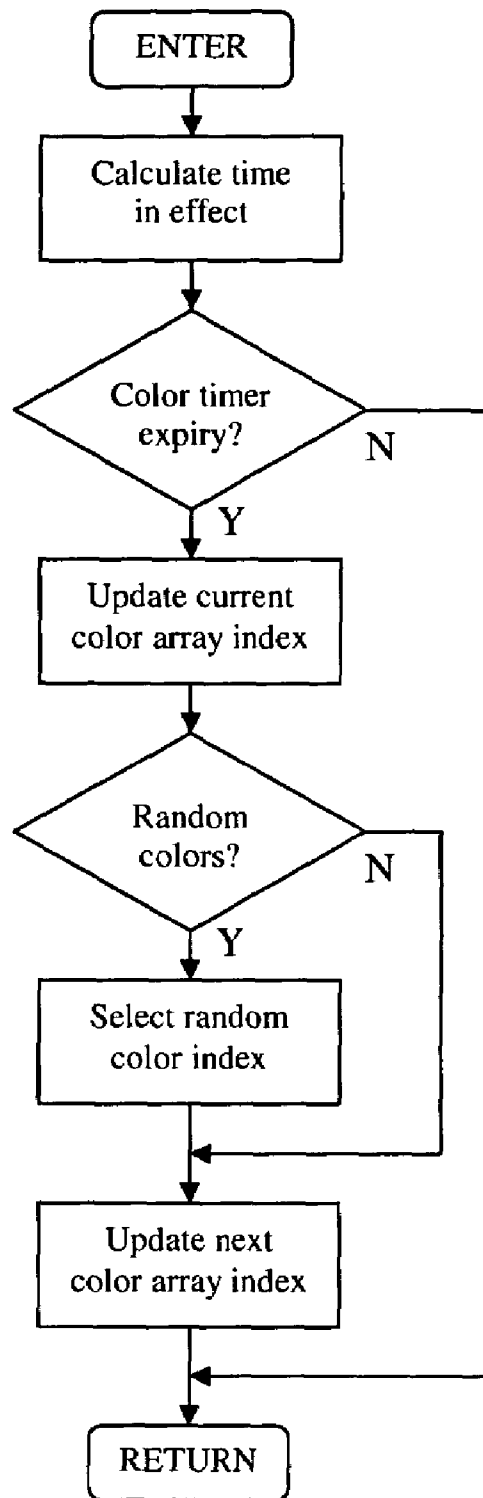 ENTER
Calculate time
in effect
Color timer
expiry?
N
Y
Update current
color array index
Random
colors?
N
Y
Select random
color index
Update next
color array index
RETURN